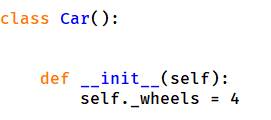 class Car():
    def __init__(self):
        self._wheels = 4